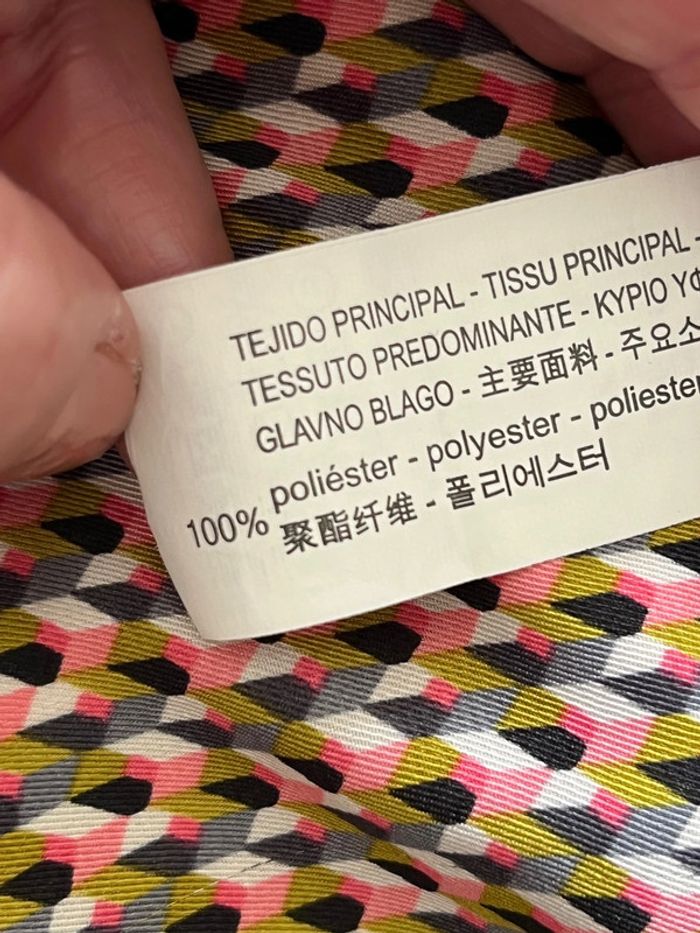 TEJIDO PRINCIPAL - TISSU PRINCIPAL -
TESSUTO PREDOMINANTE - ΚΥΡΙΟ
GLAVNO BLAGO - 主要面料 -
poliéster - polyester - poliester
100%
聚酯纤维 - 폴리에스터